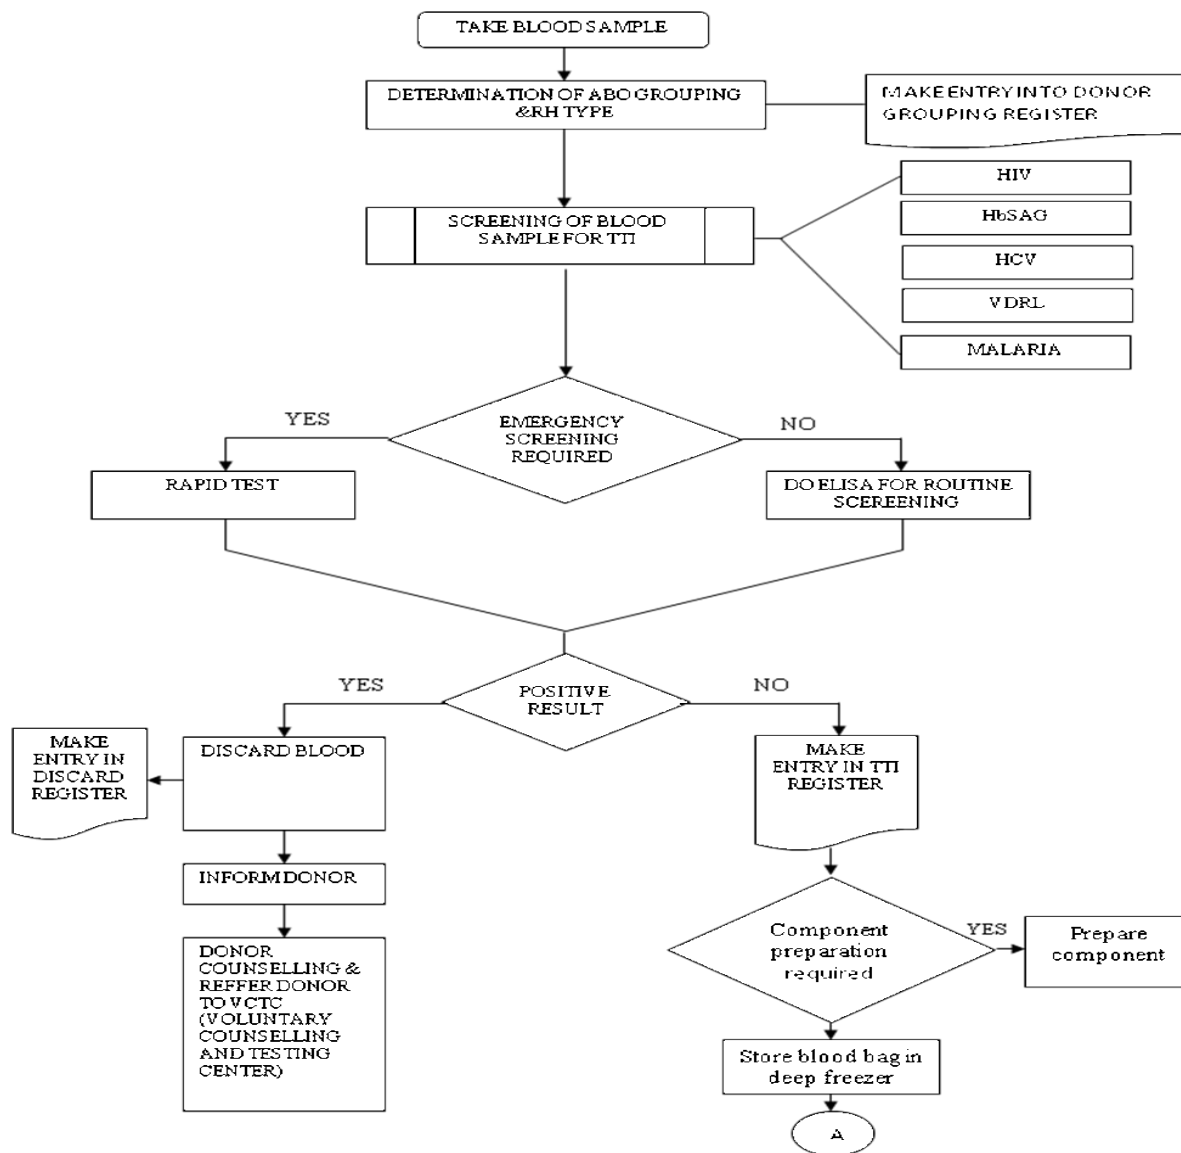 TAKE BLOOD SAMPLE
DETERMINATION OF ABO GROUPING
&RH TYPE
MAKE ENTRY INTO DONOR
GROUPING REGISTER
HIV
SCREENING OF BLOOD
SAMPLE FOR TTI
HbSAG
HCV
VDRL
MALARIA
YES
EMERGENCY
SCREENING
REQUIRED
NO
RAPID TEST
DO ELISA FOR ROUTINE
SCEREENING
YES
POSITIVE
RESULT
NO
MAKE
ENTRY IN
DISCARD
REGISTER
DISCARD BLOOD
MAKE
ENTRY IN TTI
REGISTER
INFORM DONOR
DONOR
COUNSELLING &
REFFER DONOR
TO VCTC
(VOLUNTARY
COUNSELLING
AND TESTING
CENTER)
Component
preparation
required
YES
Prepare
component
Store blood bag in
deep freezer
A